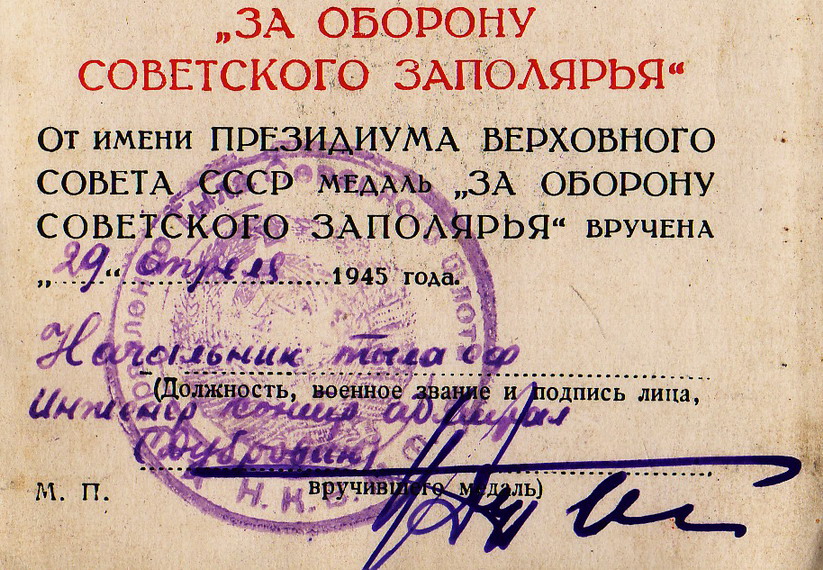 „ЗА ОБОРОНУ
СОВЕТСКОГО ЗАПОЛЯРЬЯ“
От имени ПРЕЗИДИУМА ВЕРХОВНОГО
СОВЕТА СССР МЕДАЛЬ „ЗА ОБОРОНУ
СОВЕТСКОГО ЗАПОЛЯРЬЯ“ ВРУЧЕНА
„29“ апреля 1945 года.
Начальник тыла СФ
(Должность, военное звание и подпись лица,
Инженер контр адмирал
(Дубровин)
М. П. вручившего медаль)